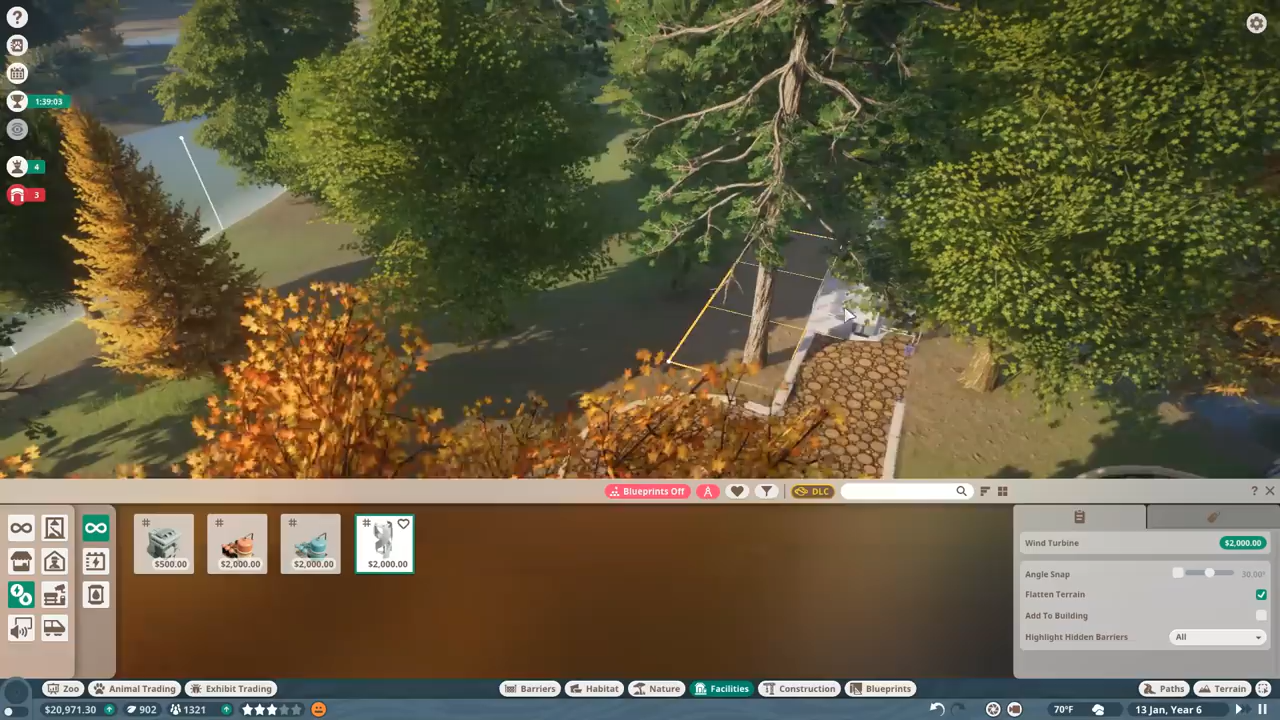 ?
1:39:03
4
3
Blueprints Off
DLC
? ✕
# $500.00
# $2,000.00
# $2,000.00
# $2,000.00
Wind Turbine $2,000.00
Angle Snap 30.00°
Flatten Terrain
Add To Building
Highlight Hidden Barriers All
Zoo Animal Trading Exhibit Trading Barriers Habitat Nature Facilities Construction Blueprints Paths Terrain
$20,971.30 902 1321 70°F 13 Jan, Year 6